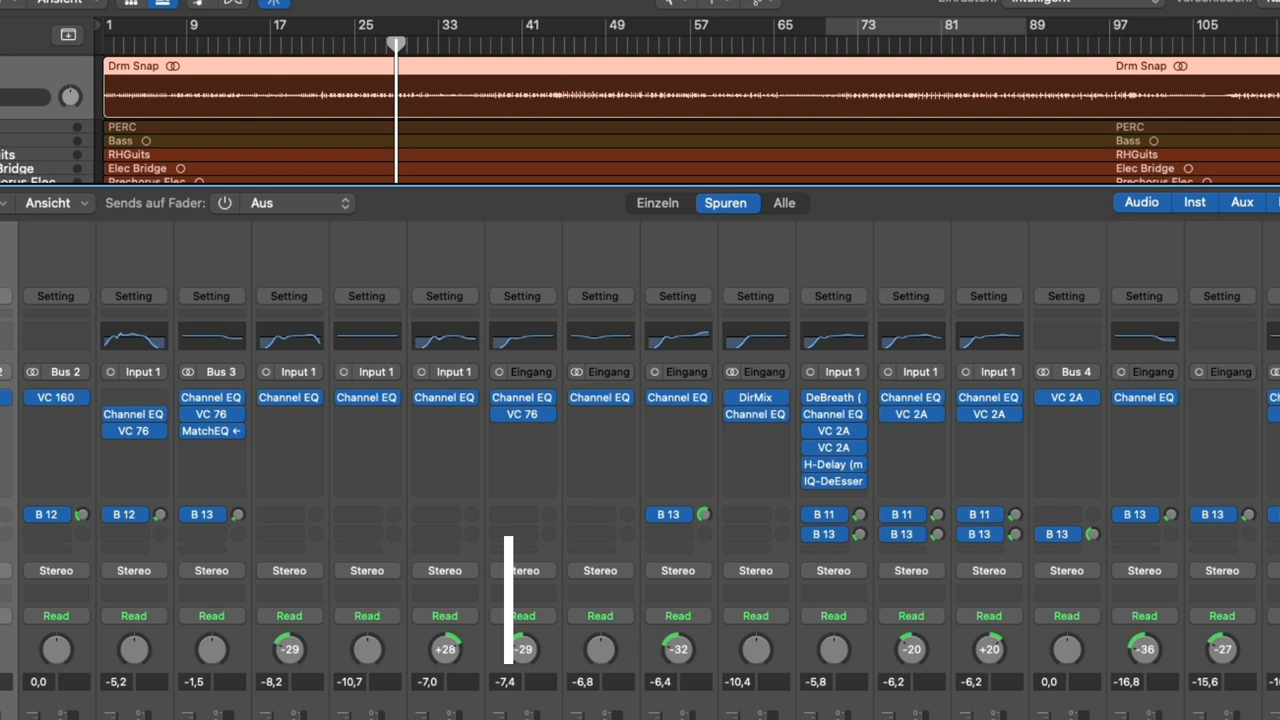 Ansicht
1 9 17 25 33 41 49 57 65 73 81 89 97 105
Drm Snap Drm Snap
PERC PERC
Bass Bass
its RHGuits RHGuits
Bridge Elec Bridge Elec Bridge
Ansicht Sends auf Fader: Aus Einzeln Spuren Alle Audio Inst Aux
Setting Setting Setting Setting Setting Setting Setting Setting Setting Setting Setting Setting Setting Setting Setting Setting
2 Bus 2 Input 1 Bus 3 Input 1 Input 1 Input 1 Eingang Eingang Eingang Eingang Input 1 Input 1 Input 1 Bus 4 Eingang Eingang
VC 160 Channel EQ Channel EQ Channel EQ Channel EQ Channel EQ Channel EQ DirMix DeBreath ( Channel EQ Channel EQ VC 2A Channel EQ
Channel EQ VC 76 VC 76 Channel EQ Channel EQ VC 2A VC 2A
VC 76 MatchEQ ← VC 2A
VC 2A
H-Delay (m
IQ-DeEsser
B 12 B 12 B 13 B 13 B 11 B 11 B 11 B 13 B 13
B 13 B 13 B 13 B 13
Stereo Stereo Stereo Stereo Stereo Stereo Stereo Stereo Stereo Stereo Stereo Stereo Stereo Stereo Stereo
Read Read Read Read Read Read Read Read Read Read Read Read Read Read Read Read
-29 +28 -29 -32 -20 +20 -36 -27
0,0 -5,2 -1,5 -8,2 -10,7 -7,0 -7,4 -6,8 -6,4 -10,4 -5,8 -6,2 -6,2 0,0 -16,8 -15,6